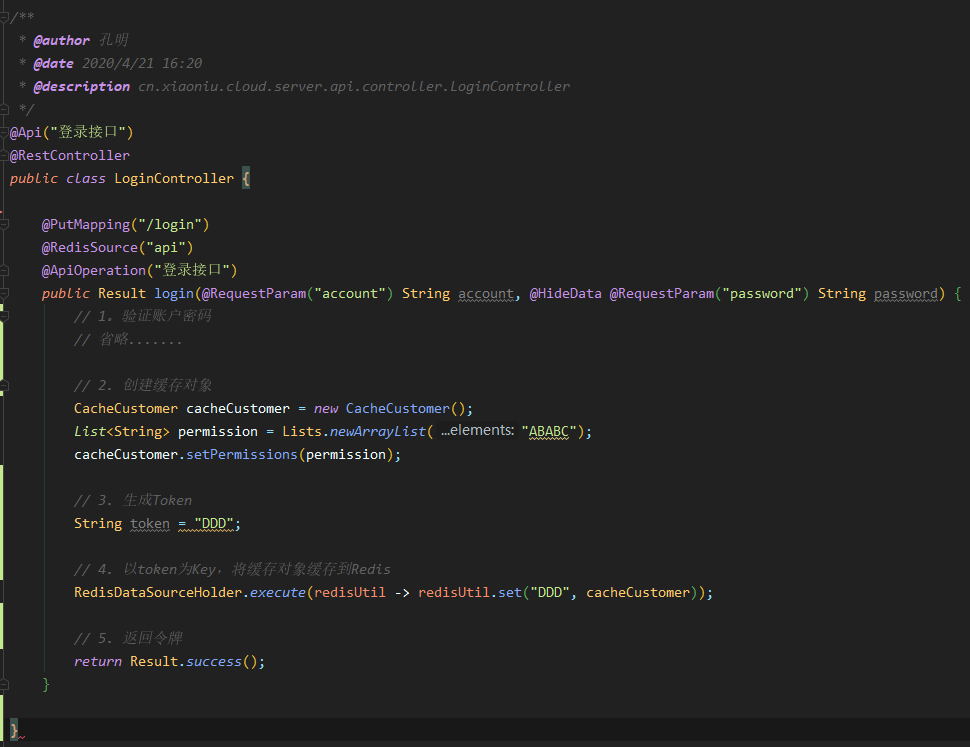 /**
 * @author 孔明
 * @date 2020/4/21 16:20
 * @description cn.xiaoniu.cloud.server.api.controller.LoginController
 */
@Api("登录接口")
@RestController
public class LoginController {
@PutMapping("/login")
@RedisSource("api")
@ApiOperation("登录接口")
public Result login(@RequestParam("account") String account, @HideData @RequestParam("password") String password) {
// 1. 验证账户密码
// 省略.......
// 2. 创建缓存对象
CacheCustomer cacheCustomer = new CacheCustomer();
List<String> permission = Lists.newArrayList( ...elements: "ABABC");
cacheCustomer.setPermissions(permission);
// 3. 生成Token
String token = "DDD";
// 4. 以token为Key，将缓存对象缓存到Redis
RedisDataSourceHolder.execute(redisUtil -> redisUtil.set("DDD", cacheCustomer));
// 5. 返回令牌
return Result.success();
}
}